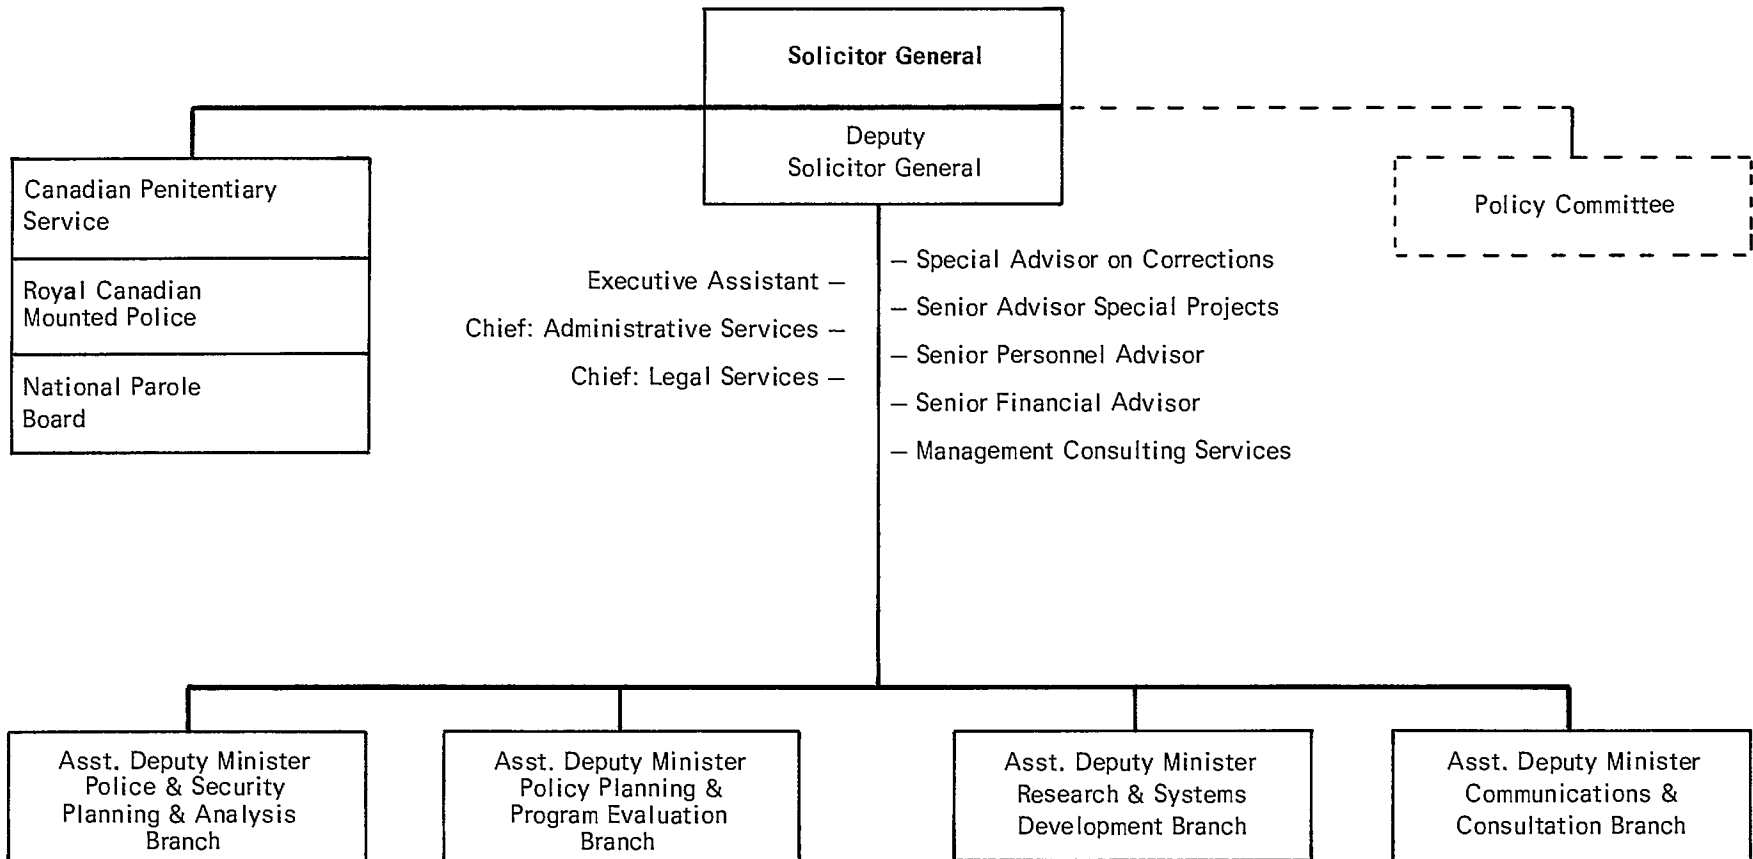 Solicitor General
Deputy
Solicitor General
Canadian Penitentiary
Service
Royal Canadian
Mounted Police
National Parole
Board
Policy Committee
Executive Assistant –
Chief: Administrative Services –
Chief: Legal Services –
– Special Advisor on Corrections
– Senior Advisor Special Projects
– Senior Personnel Advisor
– Senior Financial Advisor
– Management Consulting Services
Asst. Deputy Minister
Police & Security
Planning & Analysis
Branch
Asst. Deputy Minister
Policy Planning &
Program Evaluation
Branch
Asst. Deputy Minister
Research & Systems
Development Branch
Asst. Deputy Minister
Communications &
Consultation Branch